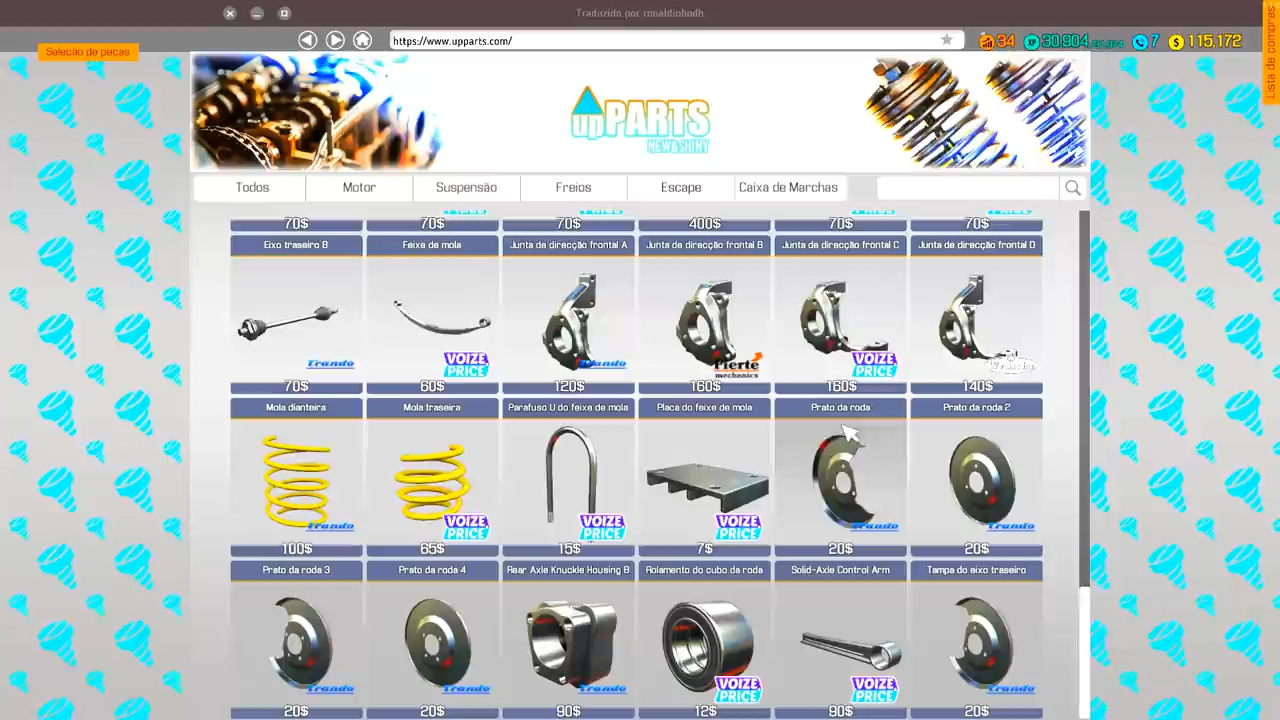 Traduzido por ronaldinhodh
Seleção de peças
https://www.upparts.com/
34
30,904
7
115,172
Lista de compras
upPARTS
NEW&SHINY
Todos
Motor
Suspensão
Freios
Escape
Caixa de Marchas
70$
70$
70$
400$
70$
70$
Eixo traseiro B
Feixe de mola
Junta de direcção frontal A
Junta de direcção frontal B
Junta de direcção frontal C
Junta de direcção frontal D
Trando
VOIZE PRICE
Fierte mechanics
VOIZE PRICE
70$
60$
120$
160$
160$
140$
Mola dianteira
Mola traseira
Parafuso U do feixe de mola
Placa do feixe de mola
Prato da roda
Prato da roda 2
Trando
VOIZE PRICE
VOIZE PRICE
VOIZE PRICE
Trando
Trando
100$
65$
15$
7$
20$
20$
Prato da roda 3
Prato da roda 4
Rear Axle Knuckle Housing B
Rolamento do cubo da roda
Solid-Axle Control Arm
Tampa do eixo traseiro
Trando
Trando
Trando
VOIZE PRICE
VOIZE PRICE
Trando
20$
20$
90$
12$
90$
20$